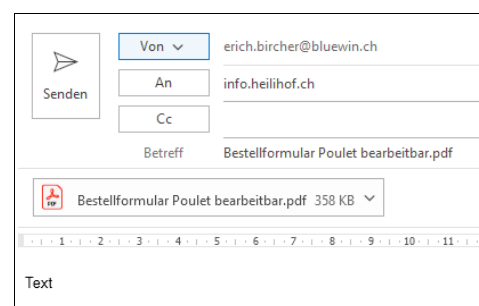 Von
erich.bircher@bluewin.ch
Senden
An
info.heilihof.ch
Cc
Betreff
Bestellformular Poulet bearbeitbar.pdf
PDF
Bestellformular Poulet bearbeitbar.pdf 358 KB
1 2 3 4 5 6 7 8 9 10 11
Text